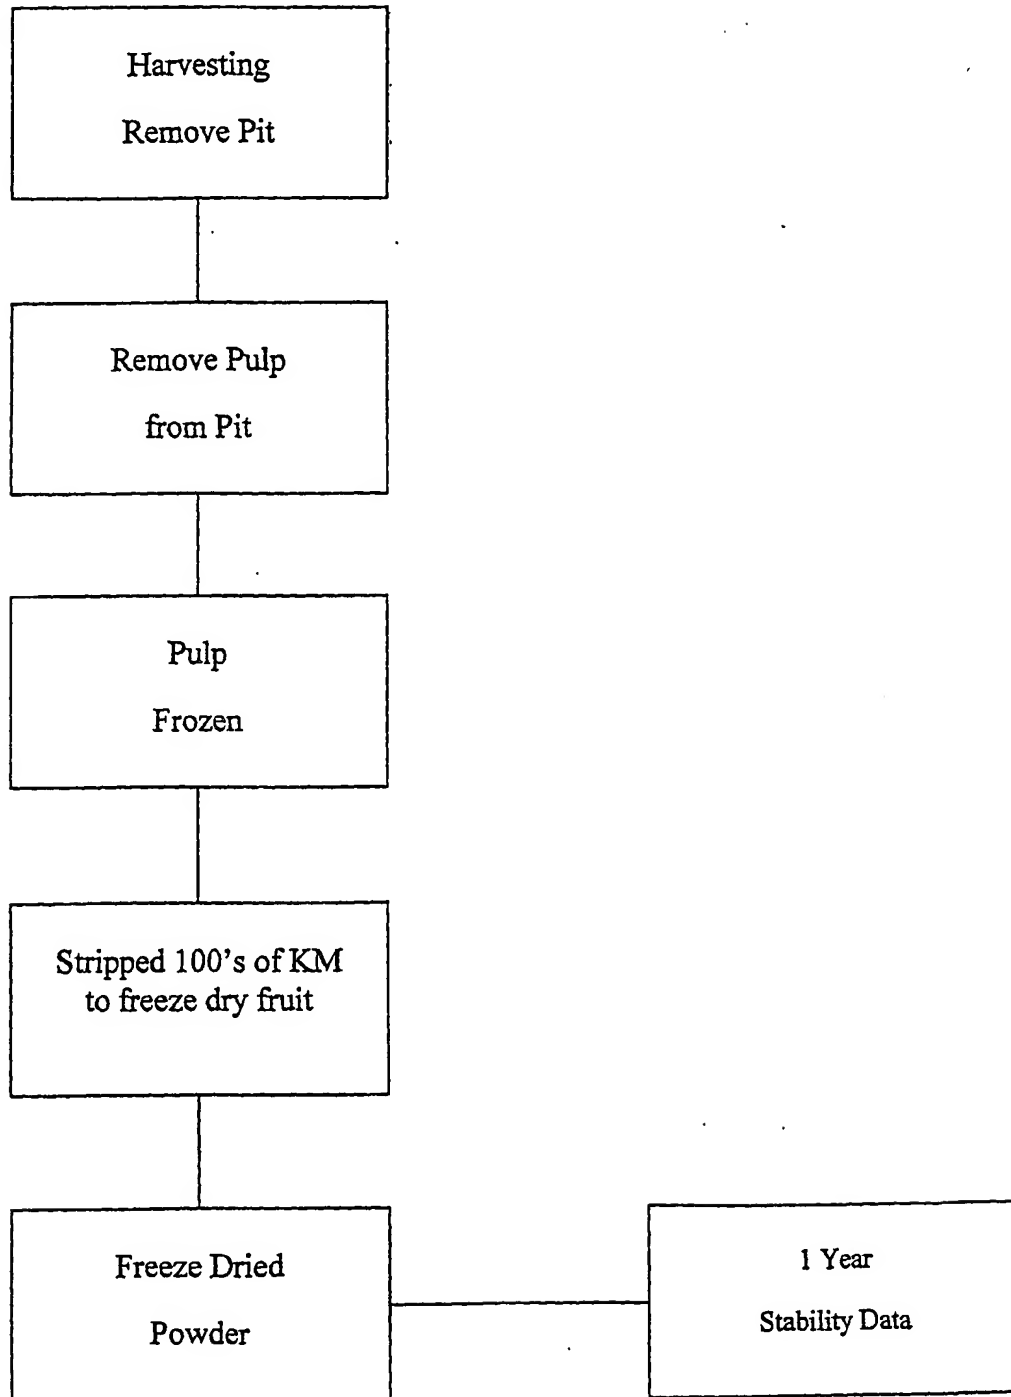 Harvesting
Remove Pit
Remove Pulp
from Pit
Pulp
Frozen
Stripped 100's of KM
to freeze dry fruit
Freeze Dried
Powder
1 Year
Stability Data